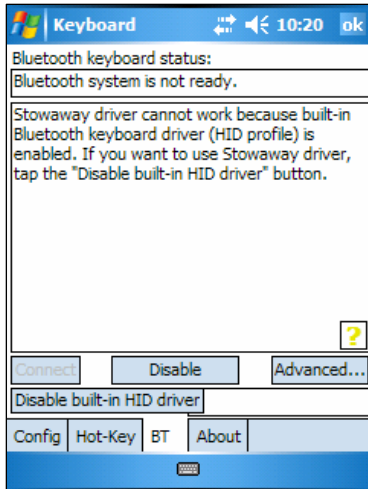 Keyboard 10:20 ok
Bluetooth keyboard status:
Bluetooth system is not ready.
Stowaway driver cannot work because built-in
Bluetooth keyboard driver (HID profile) is
enabled. If you want to use Stowaway driver,
tap the "Disable built-in HID driver" button.
?
Connect Disable Advanced...
Disable built-in HID driver
Config Hot-Key BT About